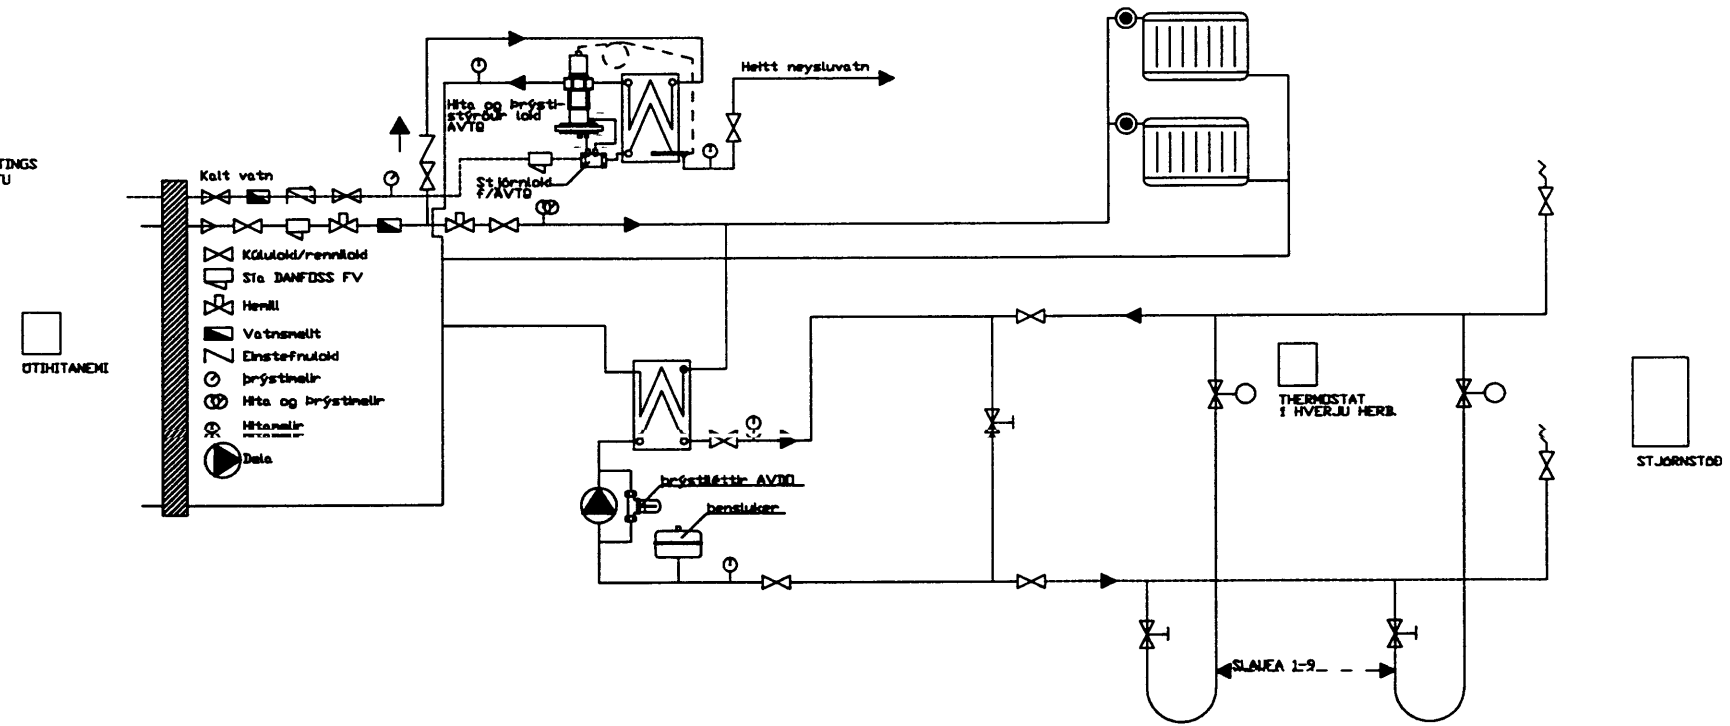 TINGS
TU
Kalt vatn
Hita og Þrýsti-
stýrður loki
AVTQ
Stjórnloki
f/AVTQ
Heitt neysluvatn
Kúluloki/renniloki
Sía DANFOSS FV
Hemill
Vatnsmælir
Einstefnuloki
Þrýstimælir
Hita og Þrýstimælir
Hitamælir
Dæla
ÚTIHITANEMI
Þrýstiléttir AVDO
Þensluker
THERMOSTAT
Í HVERJU HERB.
STJÓRNSTÖÐ
SLAUFA 1-9